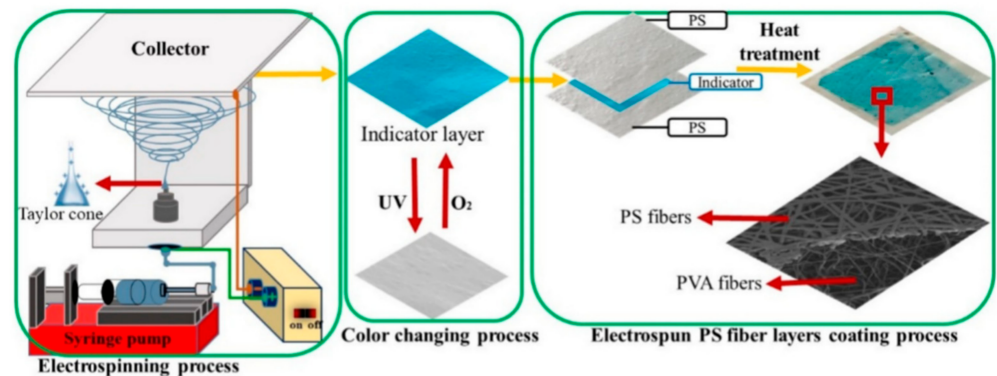 Collector
Taylor cone
Syringe pump
on off
Electrospinning process
Indicator layer
UV
O₂
Color changing process
PS
Indicator
PS
Heat
treatment
PS fibers
PVA fibers
Electrospun PS fiber layers coating process